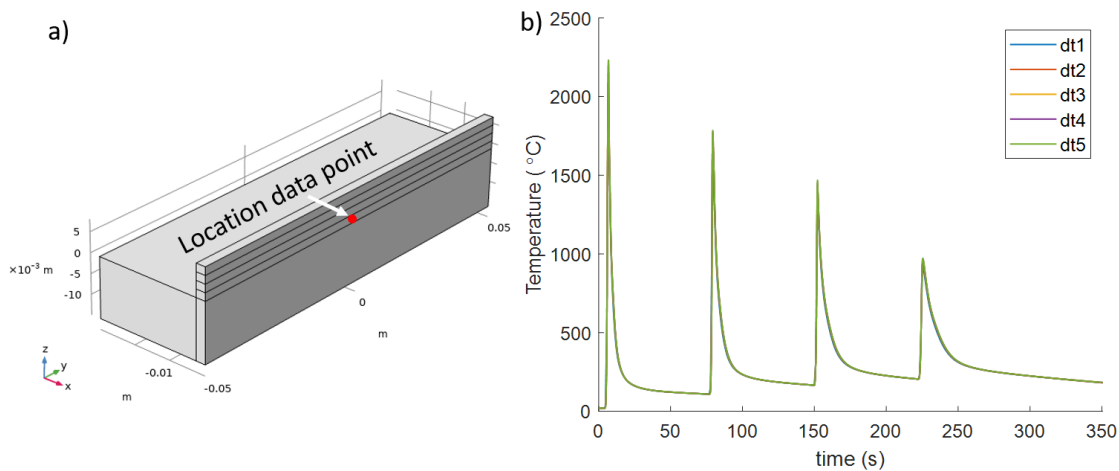 a)
Location data point
5
0
-5
-10
×10⁻³ m
0.05
0
m
-0.01
-0.05
m
z
y
x
b)
2500
2000
1500
1000
500
0
Temperature ( °C)
0 50 100 150 200 250 300 350
time (s)
dt1
dt2
dt3
dt4
dt5